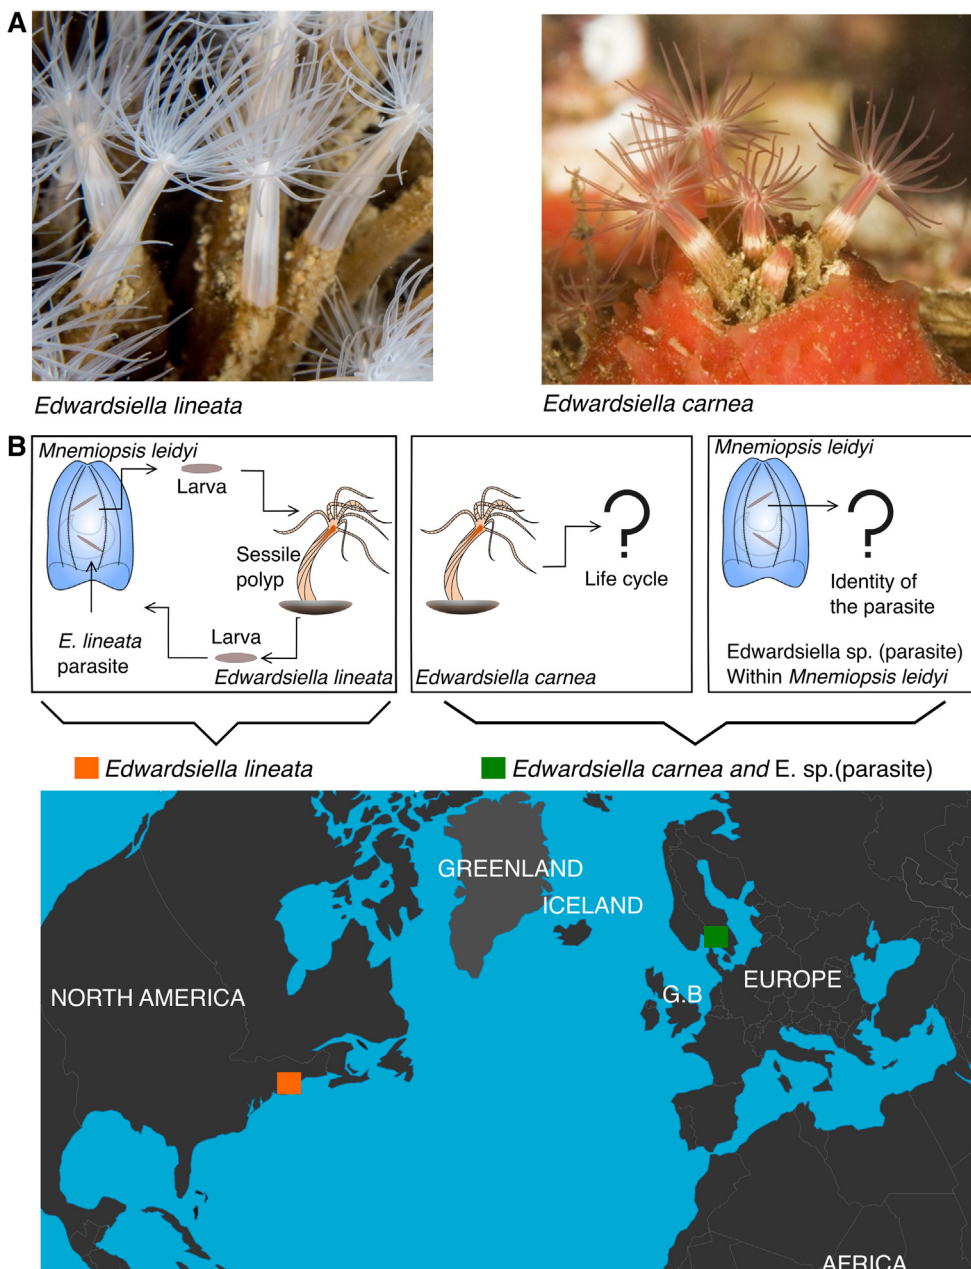 A
Edwardsiella lineata
Edwardsiella carnea
B
Mnemiopsis leidyi
Larva
Sessile
polyp
Larva
E. lineata
parasite
Edwardsiella lineata
?
Life cycle
Edwardsiella carnea
Mnemiopsis leidyi
?
Identity of
the parasite
Edwardsiella sp. (parasite)
Within Mnemiopsis leidyi
Edwardsiella lineata
Edwardsiella carnea and E. sp.(parasite)
GREENLAND
ICELAND
NORTH AMERICA
G.B
EUROPE
AFRICA